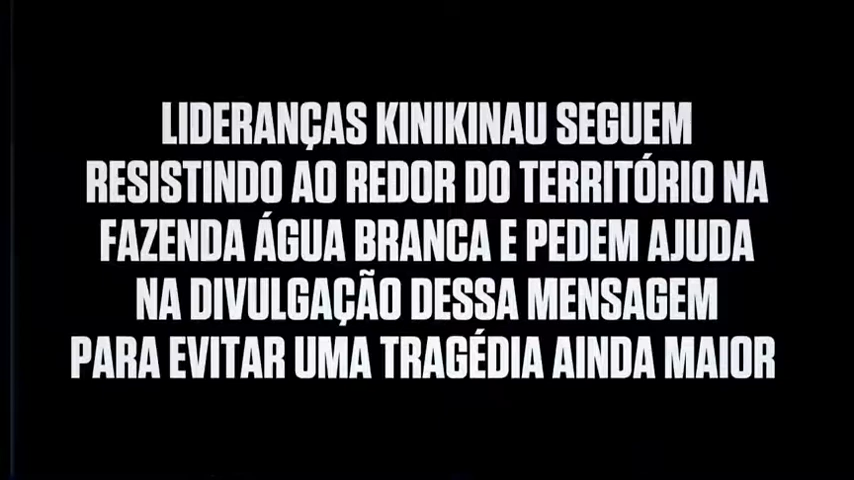 LIDERANÇAS KINIKINAU SEGUEM
RESISTINDO AO REDOR DO TERRITÓRIO NA
FAZENDA ÁGUA BRANCA E PEDEM AJUDA
NA DIVULGAÇÃO DESSA MENSAGEM
PARA EVITAR UMA TRAGÉDIA AINDA MAIOR